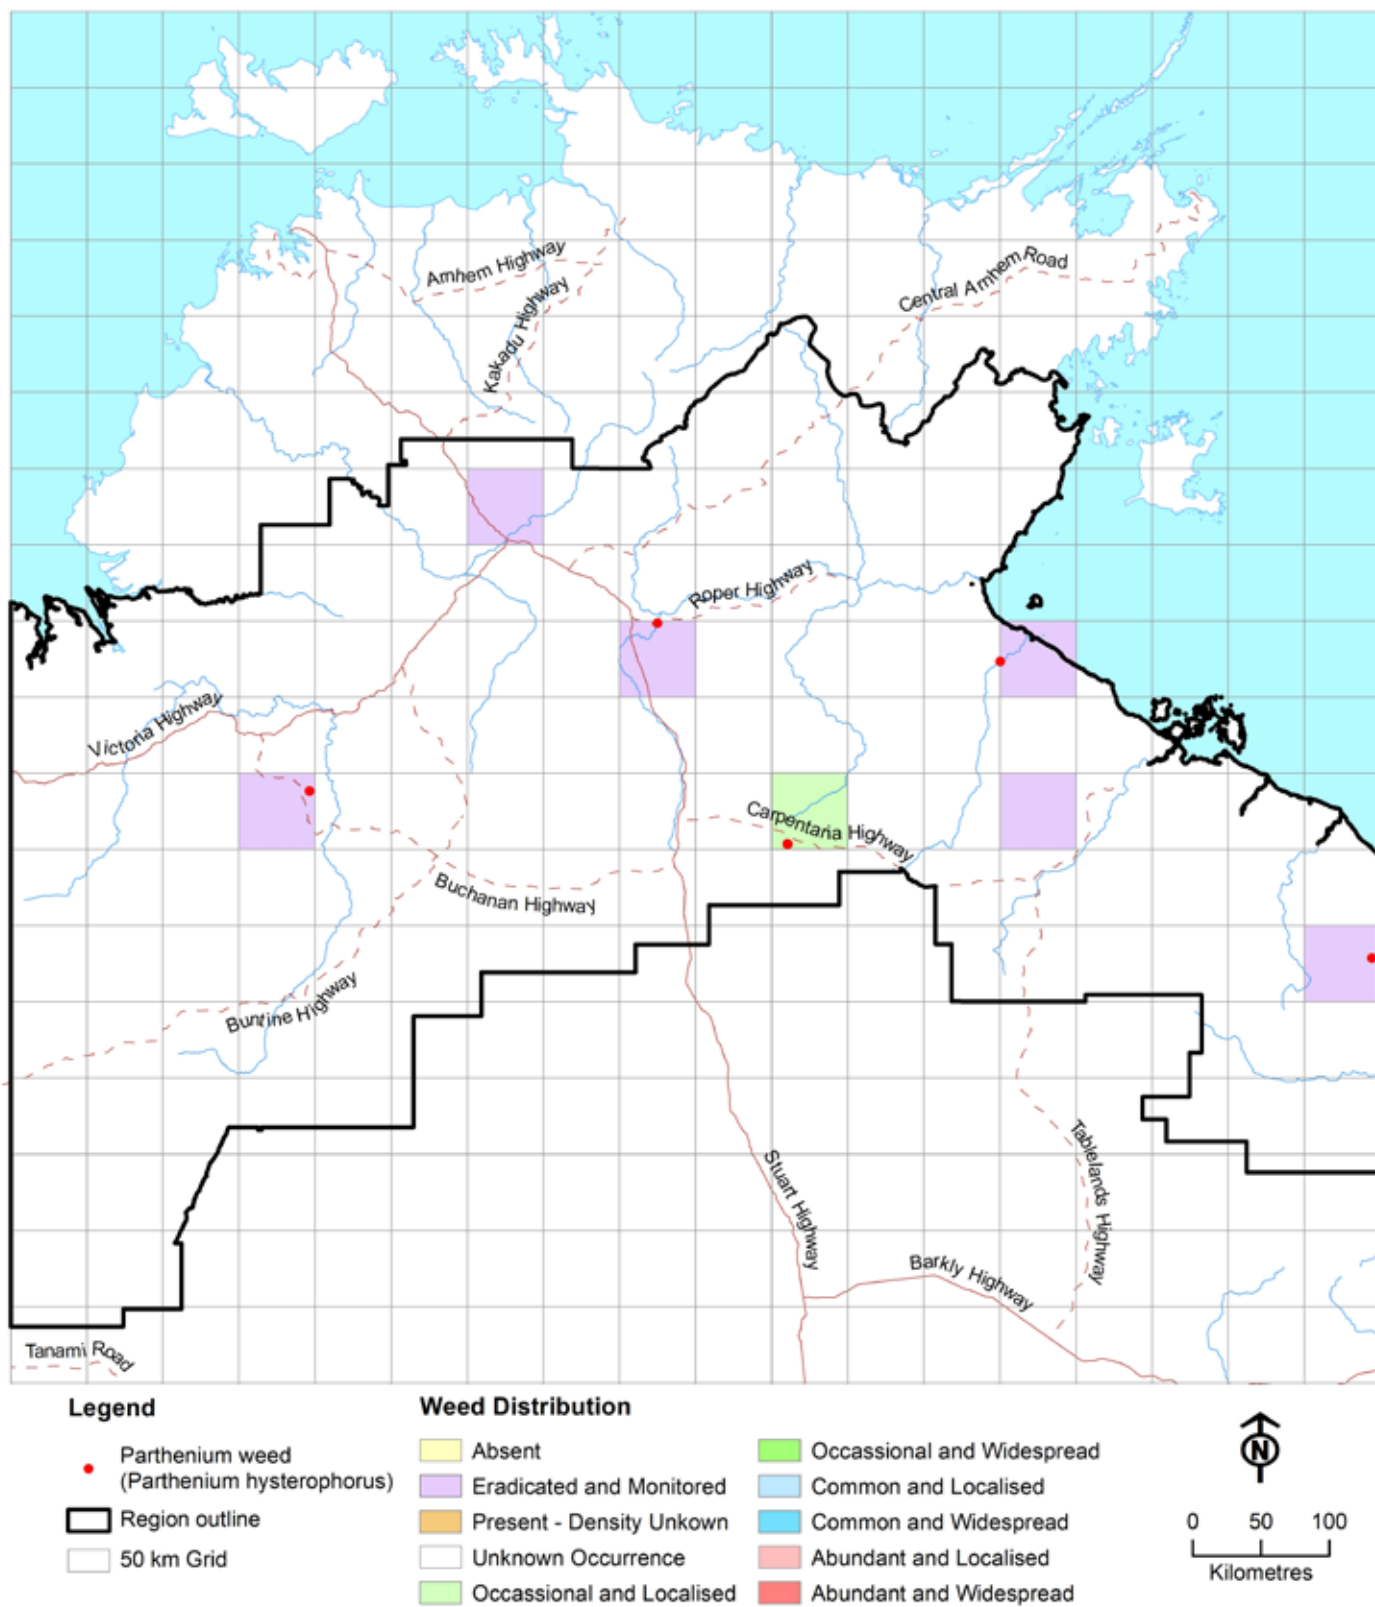 Arnhem Highway
Kakadu Highway
Central Arnhem Road
Roper Highway
Victoria Highway
Carpentaria Highway
Buchanan Highway
Buntine Highway
Stuart Highway
Tablelands Highway
Barkly Highway
Tanami Road
Legend
Parthenium weed
(Parthenium hysterophorus)
Region outline
50 km Grid
Weed Distribution
Absent
Eradicated and Monitored
Present - Density Unkown
Unknown Occurrence
Occassional and Localised
Occassional and Widespread
Common and Localised
Common and Widespread
Abundant and Localised
Abundant and Widespread
N
0 50 100
Kilometres